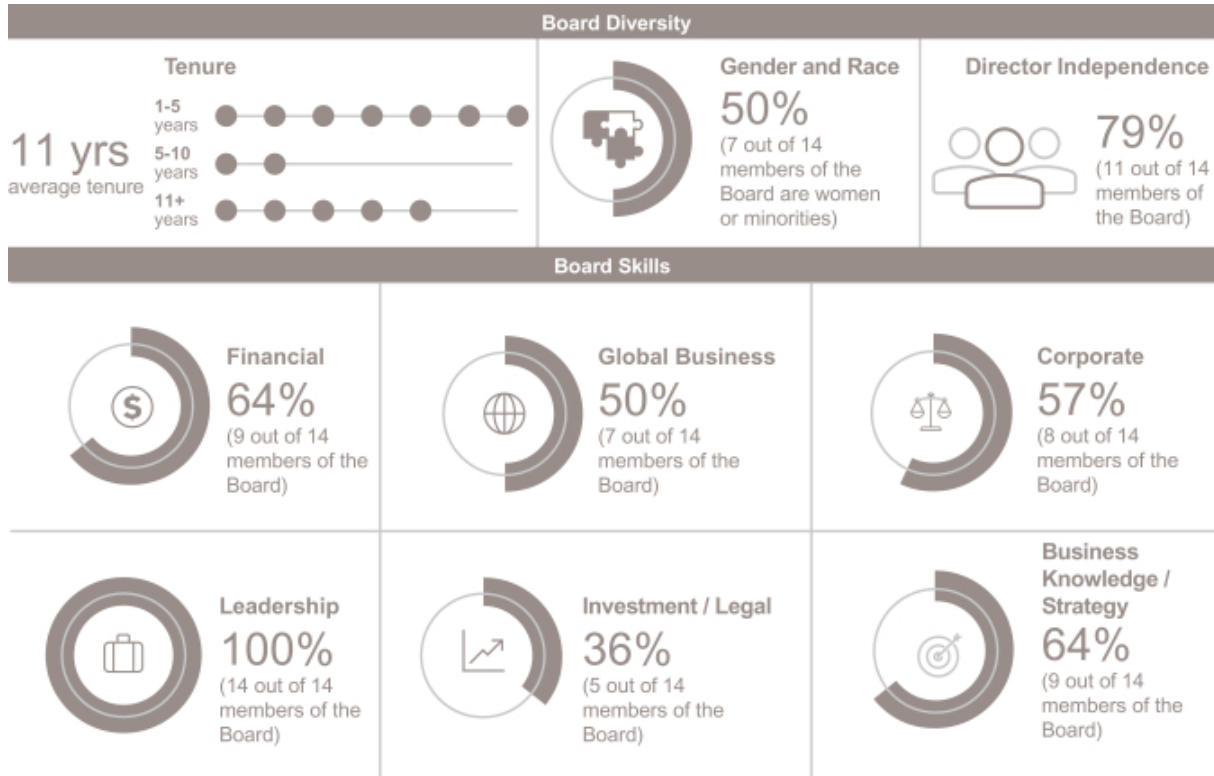 Board Diversity
Tenure
11 yrs
average tenure
1-5
years
5-10
years
11+
years
Gender and Race
50%
(7 out of 14
members of the
Board are women
or minorities)
Director Independence
79%
(11 out of 14
members of
the Board)
Board Skills
Financial
64%
(9 out of 14
members of the
Board)
Global Business
50%
(7 out of 14
members of the
Board)
Corporate
57%
(8 out of 14
members of the
Board)
Leadership
100%
(14 out of 14
members of the
Board)
Investment / Legal
36%
(5 out of 14
members of the
Board)
Business
Knowledge /
Strategy
64%
(9 out of 14
members of the
Board)
$